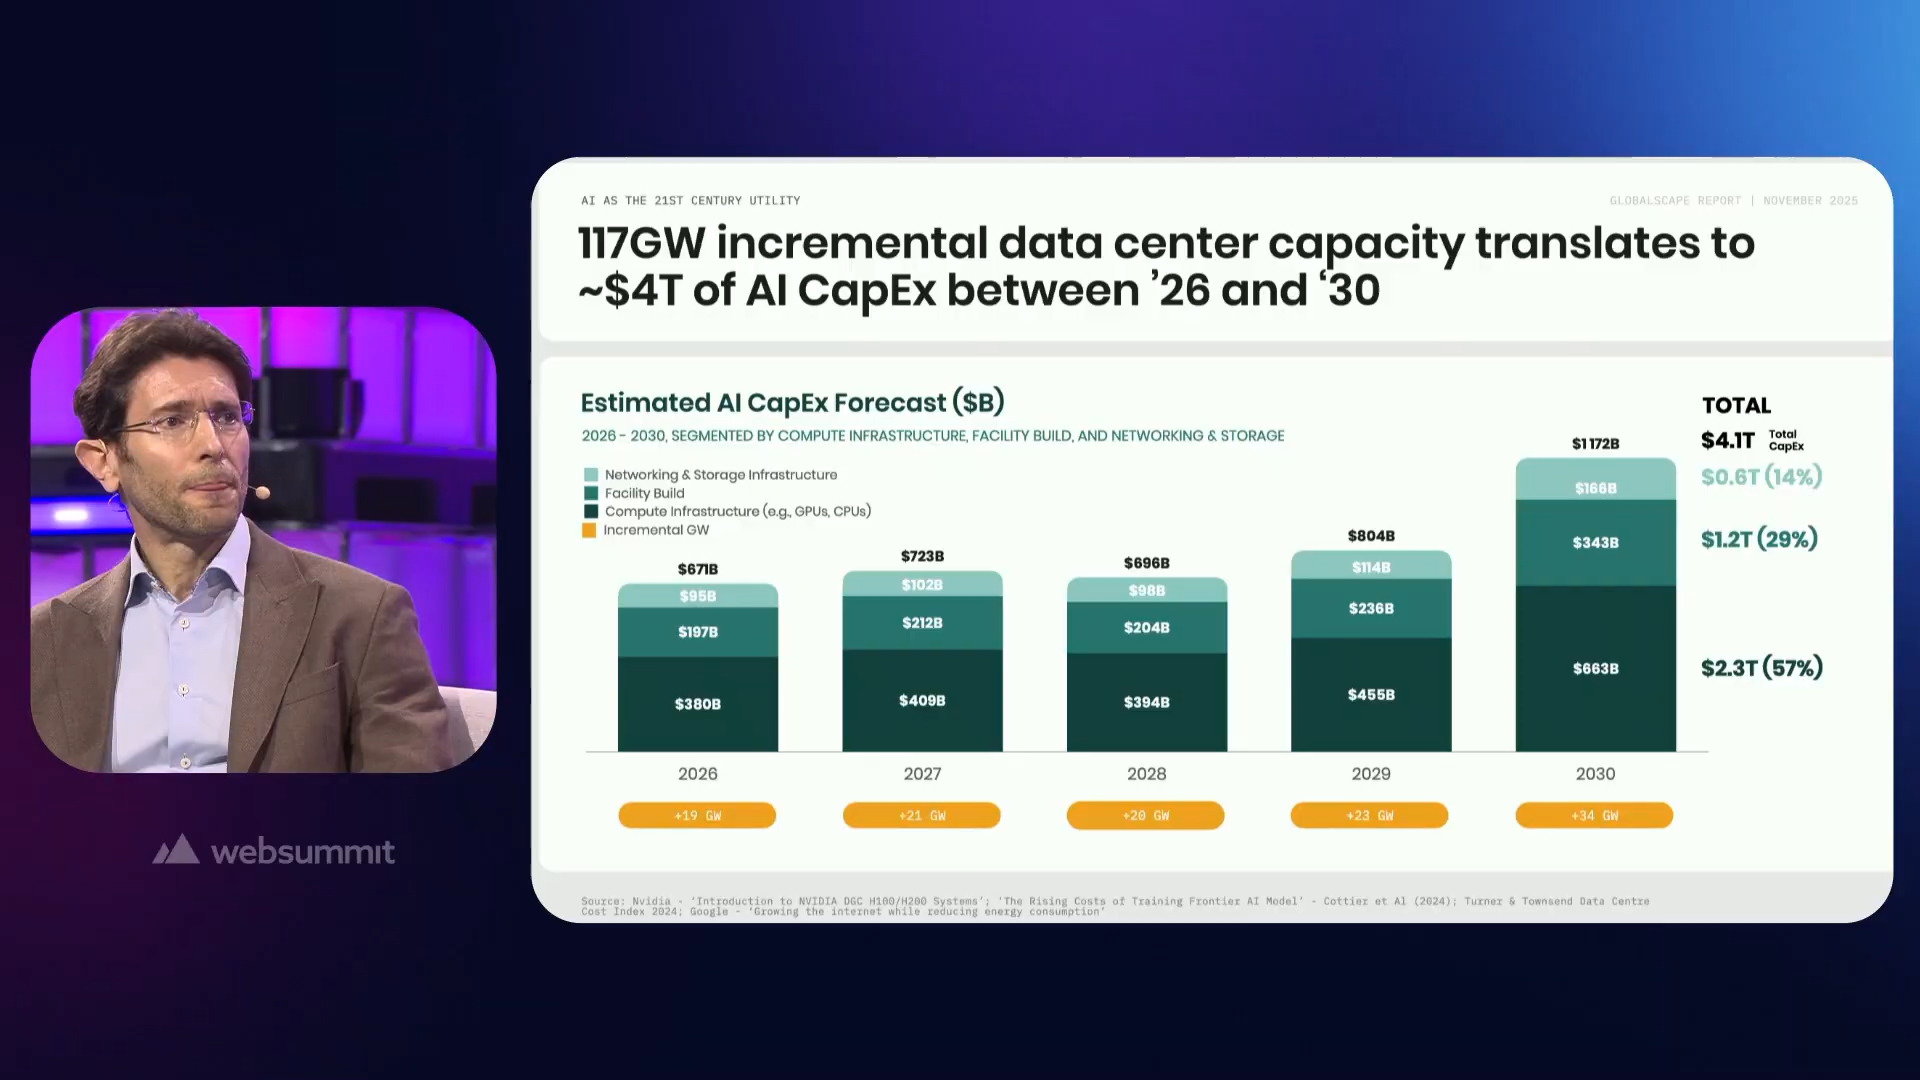 AI AS THE 21ST CENTURY UTILITY
GLOBALSCAPE REPORT | NOVEMBER 2025
117GW incremental data center capacity translates to
~$4T of AI CapEx between ’26 and ‘30
Estimated AI CapEx Forecast ($B)
2026 - 2030, SEGMENTED BY COMPUTE INFRASTRUCTURE, FACILITY BUILD, AND NETWORKING & STORAGE
Networking & Storage Infrastructure
Facility Build
Compute Infrastructure (e.g., GPUs, CPUs)
Incremental GW
$671B
$95B
$197B
$380B
2026
+19 GW
$723B
$102B
$212B
$409B
2027
+21 GW
$696B
$98B
$204B
$394B
2028
+20 GW
$804B
$114B
$236B
$455B
2029
+23 GW
$1172B
$166B
$343B
$663B
2030
+34 GW
TOTAL
$4.1T Total
CapEx
$0.6T (14%)
$1.2T (29%)
$2.3T (57%)
Source: Nvidia - ‘Introduction to NVIDIA DGC H100/H200 Systems’; ‘The Rising Costs of Training Frontier AI Model’ - Cottier et Al (2024); Turner & Townsend Data Centre
Cost Index 2024; Google - ‘Growing the internet while reducing energy consumption’
websummit